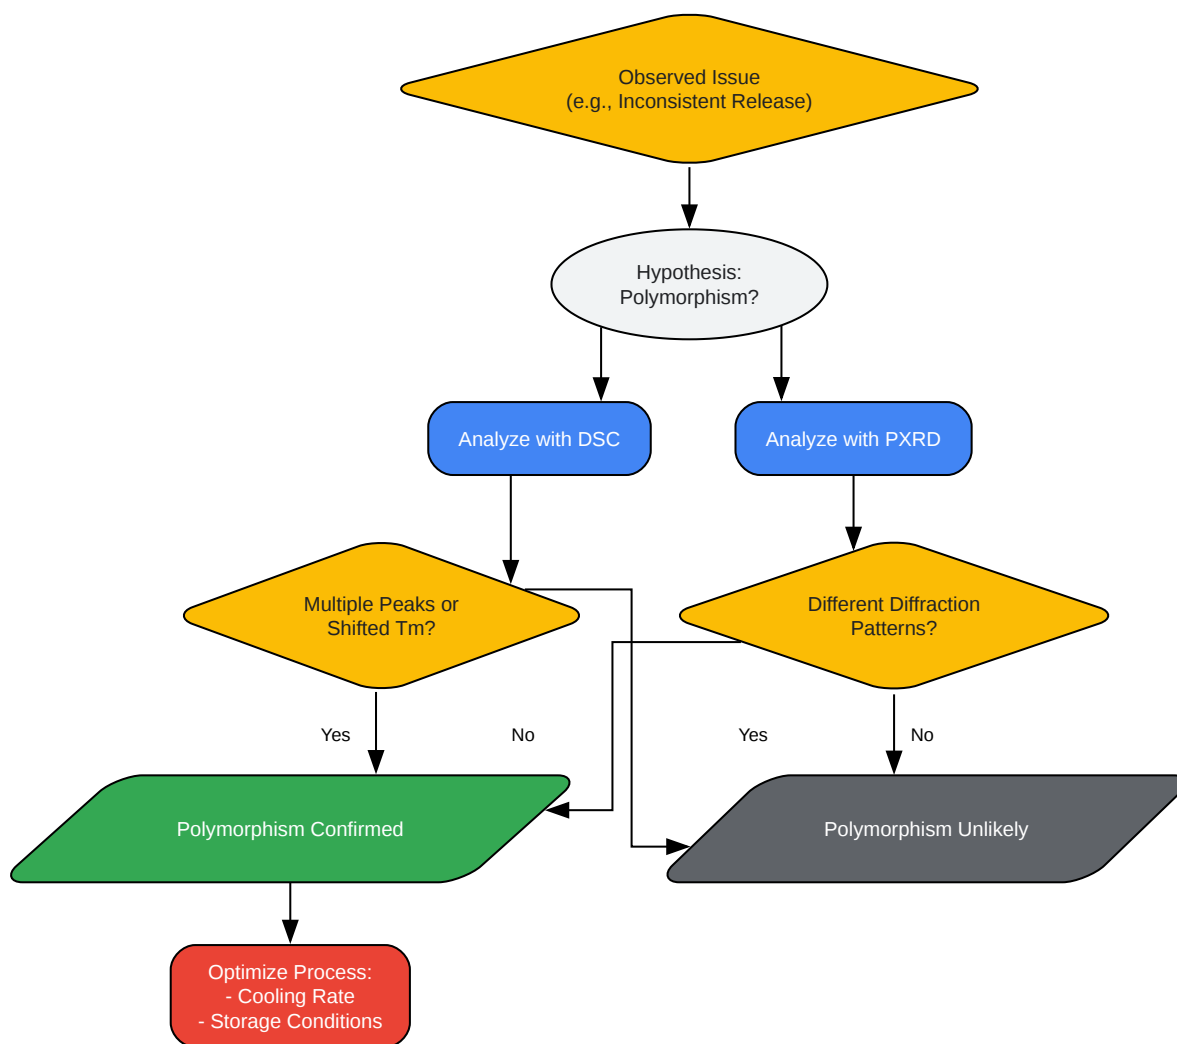 Observed Issue
(e.g., Inconsistent Release)
Hypothesis:
Polymorphism?
Analyze with DSC
Analyze with PXRD
Multiple Peaks or
Shifted Tm?
Different Diffraction
Patterns?
Yes
No
Yes
No
Polymorphism Confirmed
Polymorphism Unlikely
Optimize Process:
- Cooling Rate
- Storage Conditions